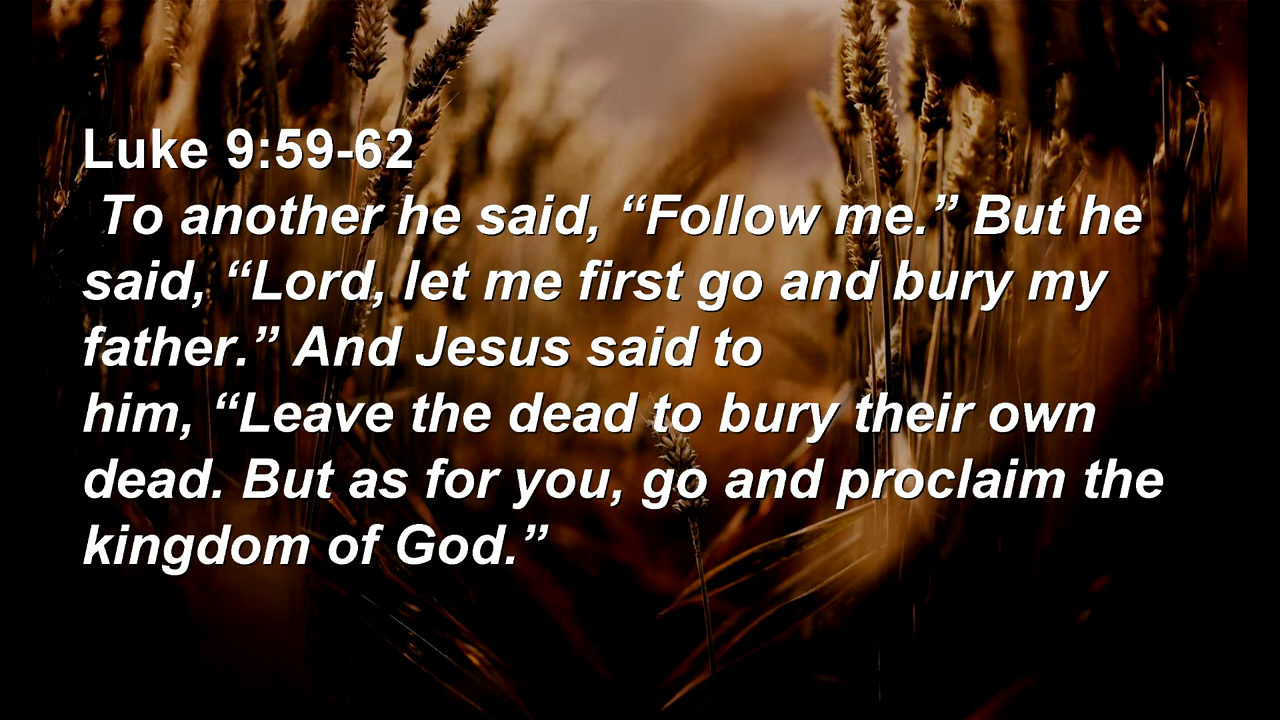 Luke 9:59-62
To another he said, “Follow me.” But he
said, “Lord, let me first go and bury my
father.” And Jesus said to
him, “Leave the dead to bury their own
dead. But as for you, go and proclaim the
kingdom of God.”